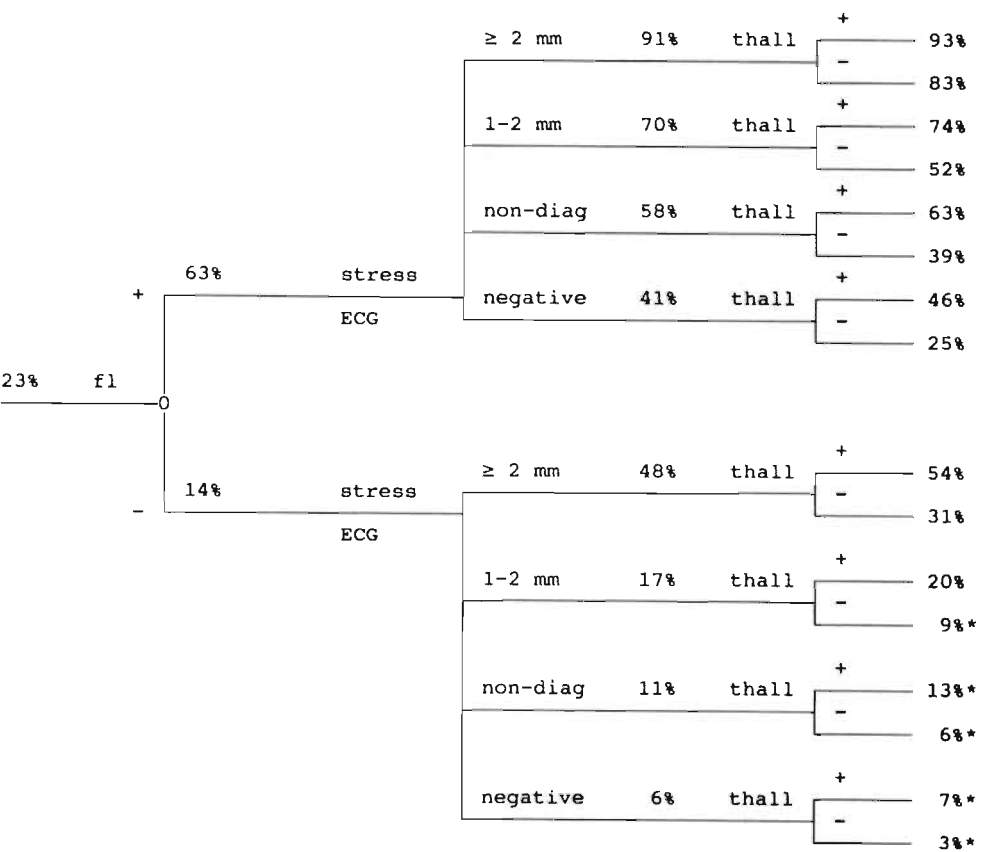 +
≥ 2 mm 91% thall 93%
-
83%
+
1-2 mm 70% thall 74%
-
52%
+
non-diag 58% thall 63%
-
39%
63% stress +
+ negative 41% thall 46%
ECG -
25%
23% fl
0
+
≥ 2 mm 48% thall 54%
14% stress -
- 31%
ECG
+
1-2 mm 17% thall 20%
-
9%*
+
non-diag 11% thall 13%*
-
6%*
+
negative 6% thall 7%*
-
3%*